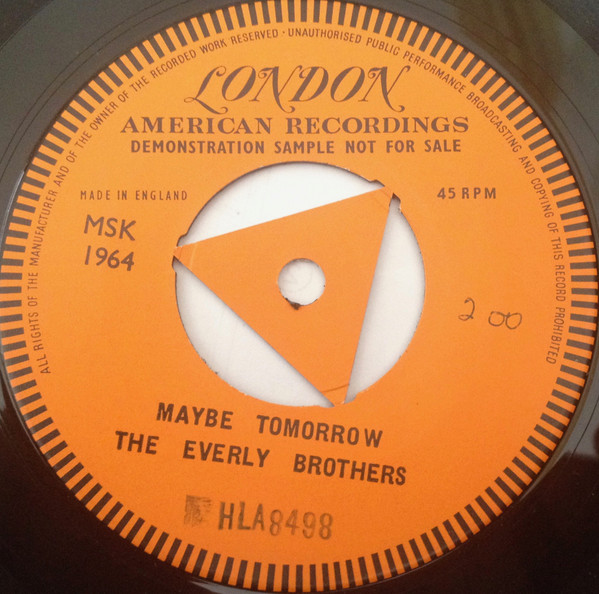 ALL RIGHTS OF THE MANUFACTURER AND OF THE OWNER OF THE RECORDED WORK RESERVED - UNAUTHORISED PUBLIC PERFORMANCE BROADCASTING AND COPYING OF THIS RECORD PROHIBITED
LONDON
AMERICAN RECORDINGS
DEMONSTRATION SAMPLE NOT FOR SALE
MADE IN ENGLAND
45 RPM
MSK
1964
2 00
MAYBE TOMORROW
THE EVERLY BROTHERS
HLA8498